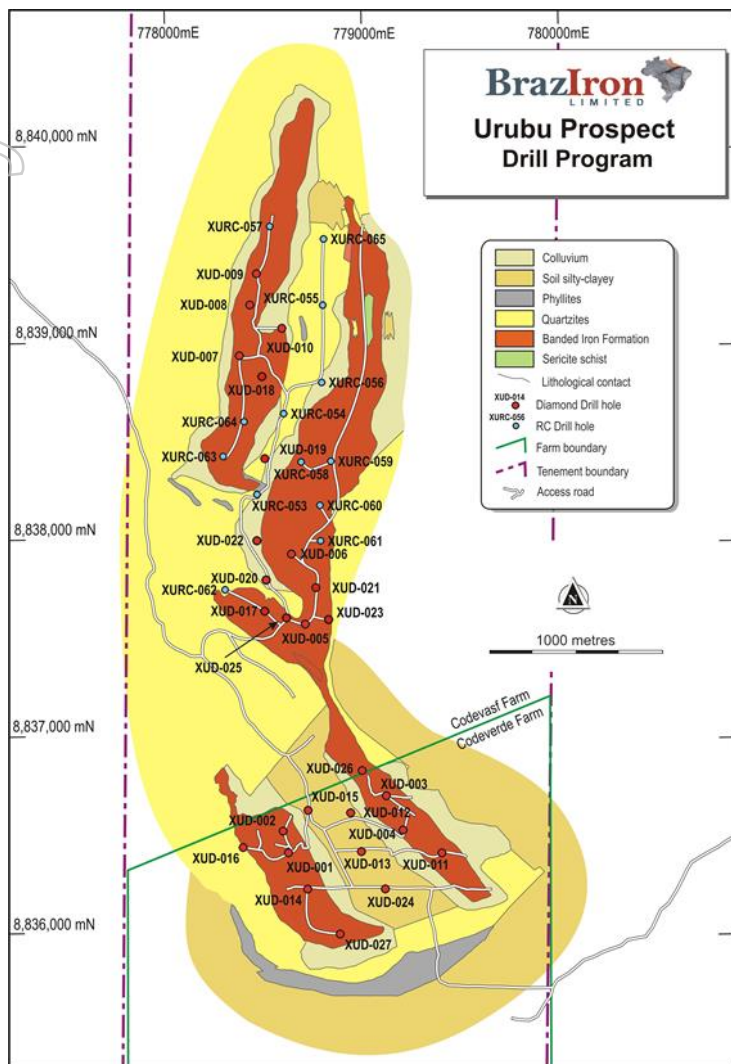 778000mE
779000mE
780000mE
BrazIron
LIMITED
Urubu Prospect
Drill Program
8,840,000 mN
XURC-057
XURC-065
XUD-009
XUD-008
XURC-055
8,839,000 mN
XUD-007
XUD-010
XUD-018
XURC-056
XURC-064
XURC-054
XURC-063
XUD-019
XURC-058
XURC-059
XURC-053
XURC-060
8,838,000 mN
XUD-022
XURC-061
XUD-006
XUD-020
XURC-062
XUD-021
XUD-017
XUD-023
XUD-005
XUD-025
Colluvium
Soil silty-clayey
Phyllites
Quartzites
Banded Iron Formation
Sericite schist
Lithological contact
XUD-014
Diamond Drill hole
XURC-056
RC Drill hole
Farm boundary
Tenement boundary
Access road
N
1000 metres
8,837,000 mN
Codevasf Farm
Codeverde Farm
XUD-026
XUD-003
XUD-015
XUD-002
XUD-012
XUD-004
XUD-016
XUD-001
XUD-013
XUD-011
XUD-014
XUD-024
8,836,000 mN
XUD-027